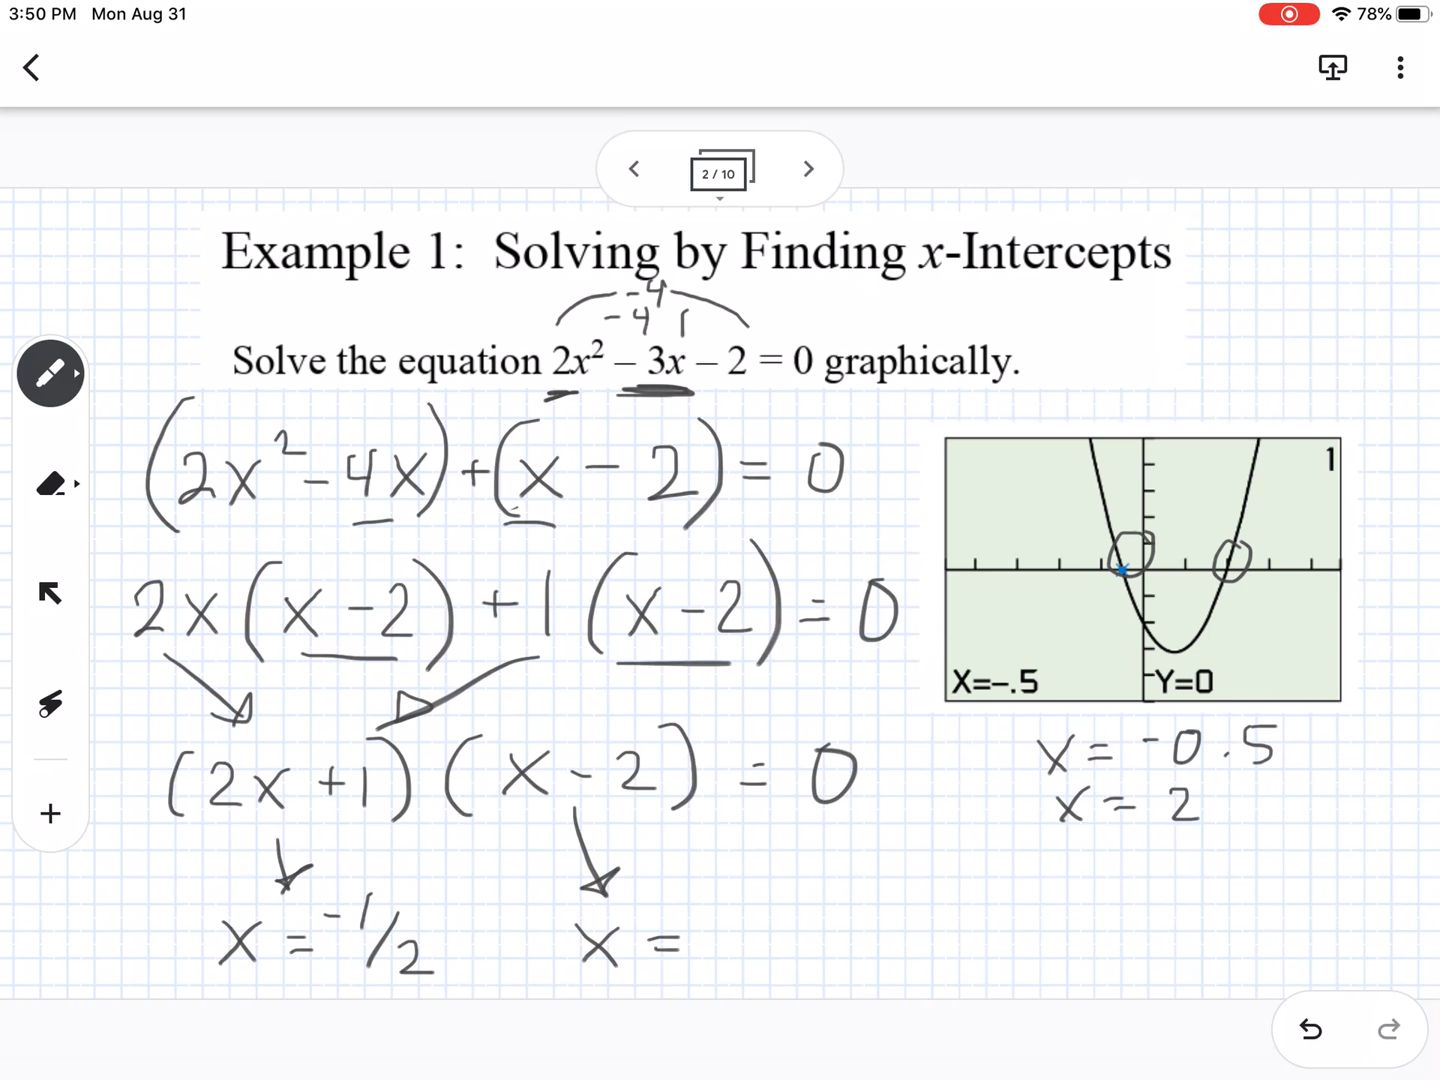 3:50 PM Mon Aug 31
78%
2 / 10
Example 1: Solving by Finding x-Intercepts
-4
-4 1
Solve the equation 2x² – 3x – 2 = 0 graphically.
(2x² - 4x) + (x - 2) = 0
2x(x - 2) + 1(x - 2) = 0
(2x + 1)(x - 2) = 0
x = -1/2 x =
1
X=-.5 Y=0
x = -0.5
x = 2